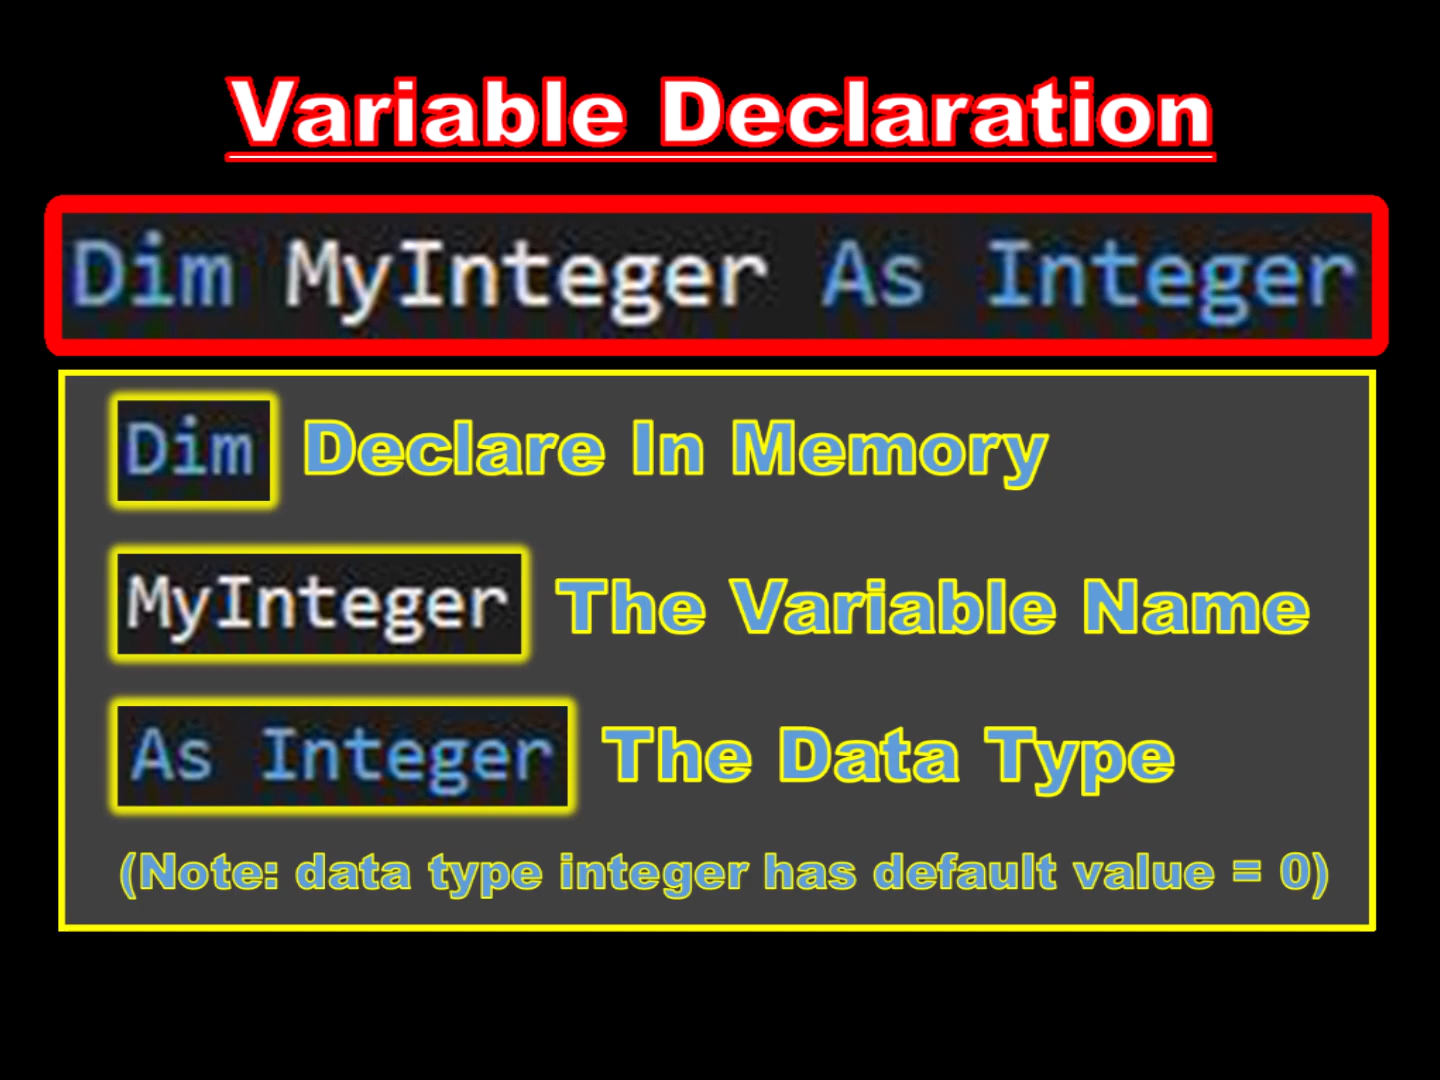 Variable Declaration
Dim MyInteger As Integer
Dim Declare In Memory
MyInteger The Variable Name
As Integer The Data Type
(Note: data type integer has default value = 0)